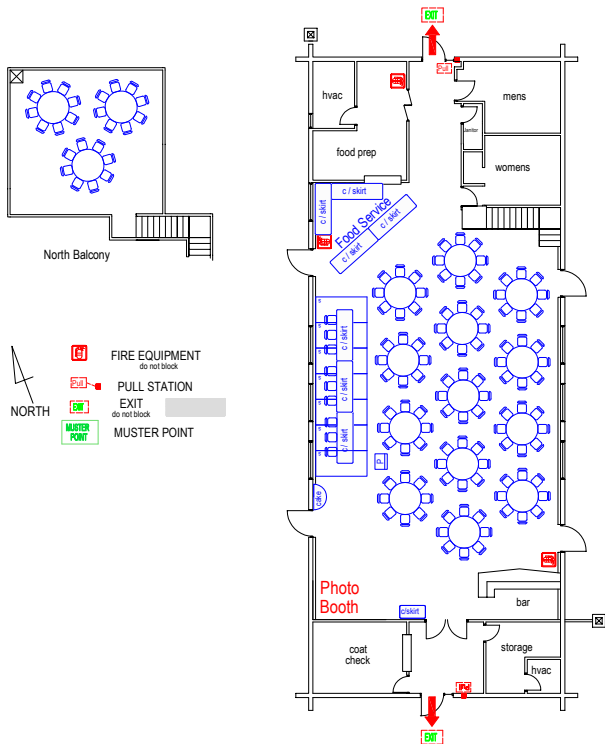 EXIT
Pull
hvac
mens
Janitor
food prep
womens
c / skirt
c / skirt
Food Service
c / skirt
c / skirt
North Balcony
s
c / skirt
s
s
c / skirt
s
s
c / skirt
s
P
cake
NORTH
FIRE EQUIPMENT
do not block
Pull
PULL STATION
EXIT
EXIT
do not block
MUSTER
POINT
MUSTER POINT
Photo
Booth
c/skirt
bar
coat
check
storage
hvac
Pull
EXIT